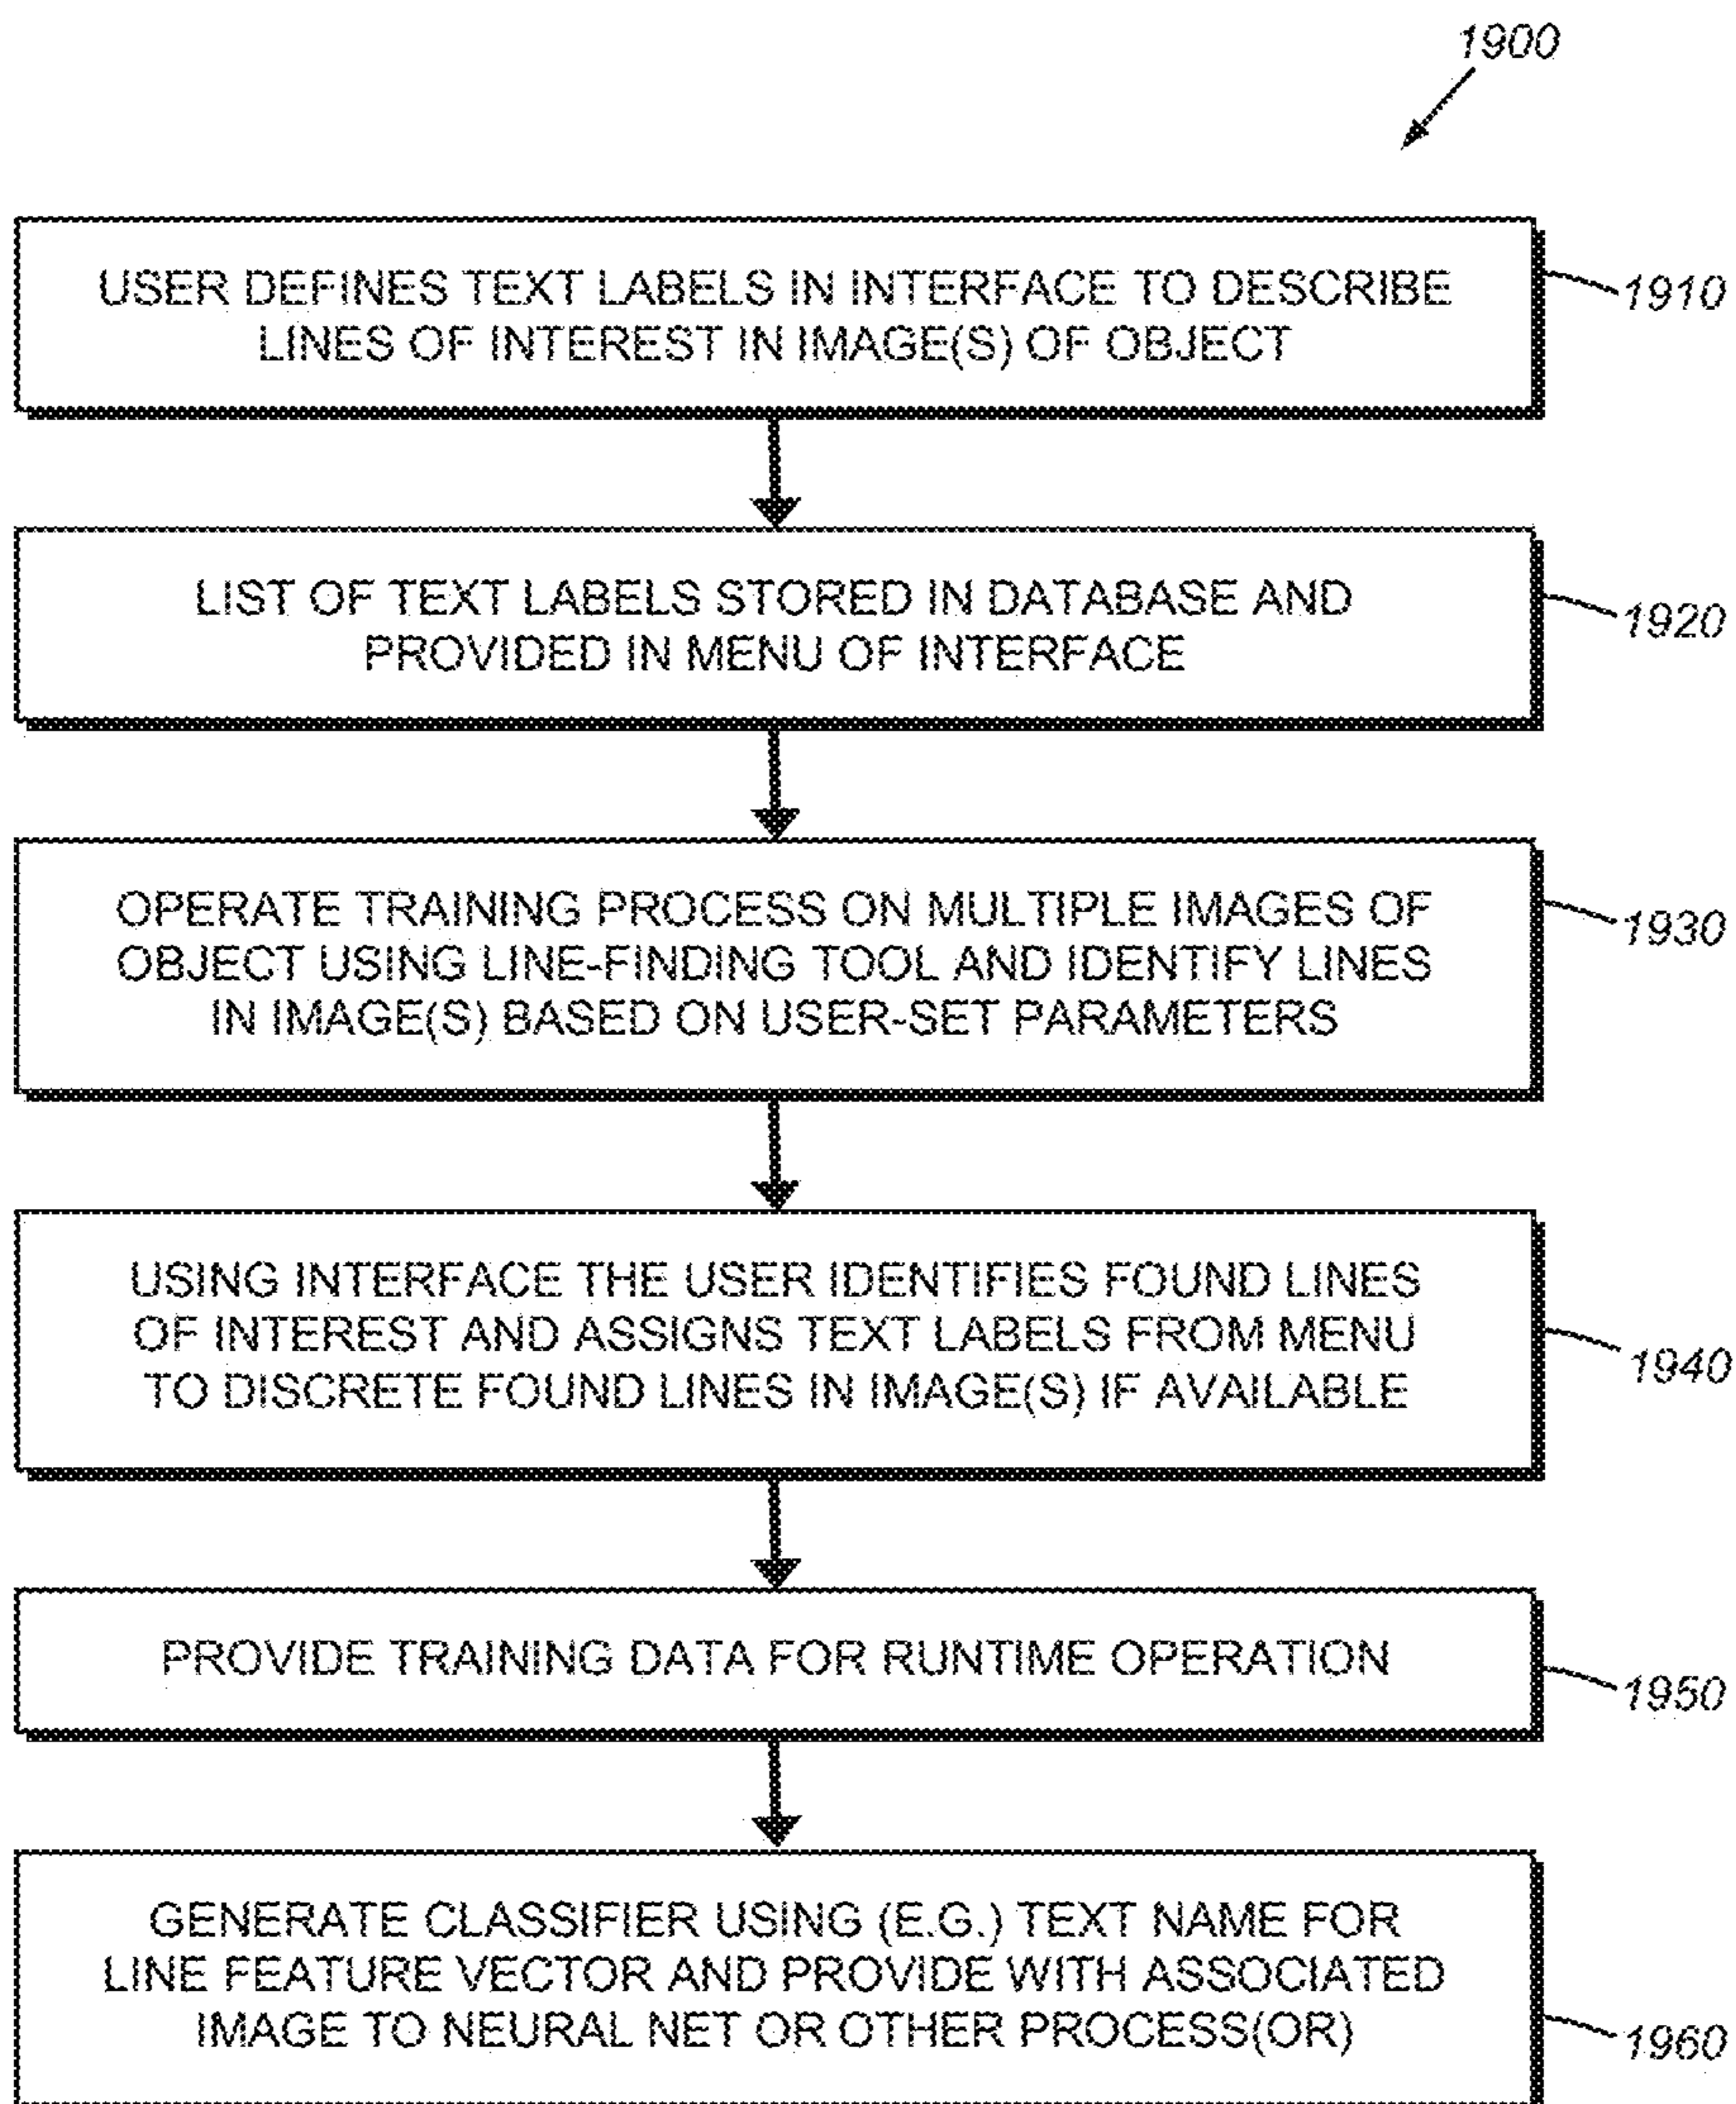 1900
USER DEFINES TEXT LABELS IN INTERFACE TO DESCRIBE
LINES OF INTEREST IN IMAGE(S) OF OBJECT
1910
LIST OF TEXT LABELS STORED IN DATABASE AND
PROVIDED IN MENU OF INTERFACE
1920
OPERATE TRAINING PROCESS ON MULTIPLE IMAGES OF
OBJECT USING LINE-FINDING TOOL AND IDENTIFY LINES
IN IMAGE(S) BASED ON USER-SET PARAMETERS
1930
USING INTERFACE THE USER IDENTIFIES FOUND LINES
OF INTEREST AND ASSIGNS TEXT LABELS FROM MENU
TO DISCRETE FOUND LINES IN IMAGE(S) IF AVAILABLE
1940
PROVIDE TRAINING DATA FOR RUNTIME OPERATION
1950
GENERATE CLASSIFIER USING (E.G.) TEXT NAME FOR
LINE FEATURE VECTOR AND PROVIDE WITH ASSOCIATED
IMAGE TO NEURAL NET OR OTHER PROCESS(OR)
1960